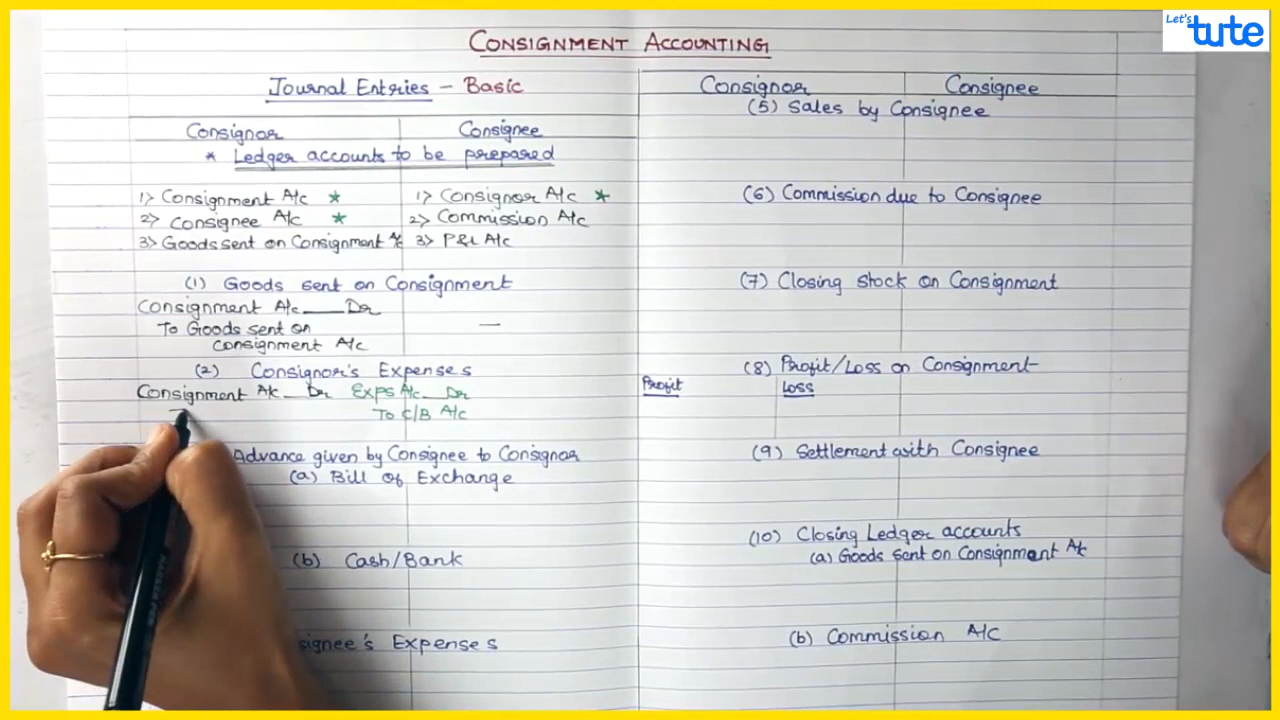 Let's tute
CONSIGNMENT ACCOUNTING
Journal Entries - Basic
Consignor Consignee
* Ledger accounts to be prepared
1> Consignment A/c * 1> Consignor A/c *
2> Consignee A/c * 2> Commission A/c
3> Goods sent on Consignment A/c 3> P&L A/c
(1) Goods sent on Consignment
Consignment A/c ___ Dr
To Goods sent on —
consignment A/c
(2) Consignor's Expenses
Consignment A/c __ Dr Exps A/c __ Dr
To C/B A/c
Advance given by Consignee to Consignor
(a) Bill Of Exchange
(b) Cash/Bank
signee's Expenses
Consignor Consignee
(5) Sales by Consignee
(6) Commission due to Consignee
(7) Closing stock on Consignment
(8) Profit/Loss on Consignment
Profit Loss
(9) Settlement with Consignee
(10) Closing Ledger accounts
(a) Goods sent on Consignment A/c
(b) Commission A/c